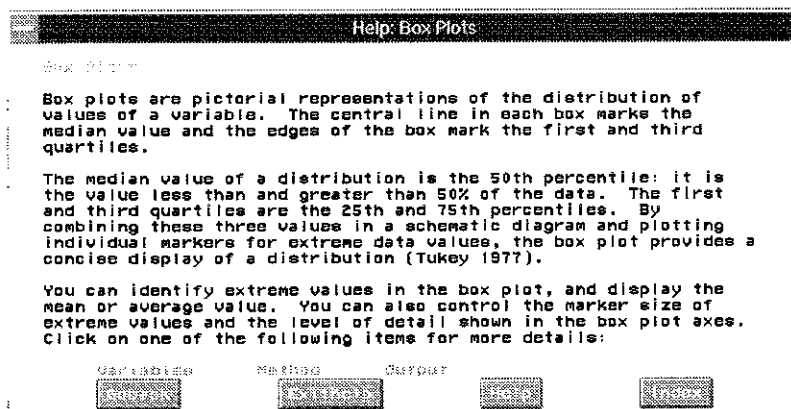 Help: Box Plots
Box Plots
Box plots are pictorial representations of the distribution of
values of a variable. The central line in each box marks the
median value and the edges of the box mark the first and third
quartiles.
The median value of a distribution is the 50th percentile: it is
the value less than and greater than 50% of the data. The first
and third quartiles are the 25th and 75th percentiles. By
combining these three values in a schematic diagram and plotting
individual markers for extreme data values, the box plot provides a
concise display of a distribution (Tukey 1977).
You can identify extreme values in the box plot, and display the
mean or average value. You can also control the marker size of
extreme values and the level of detail shown in the box plot axes.
Click on one of the following items for more details:
Variables Method Output
Help Index